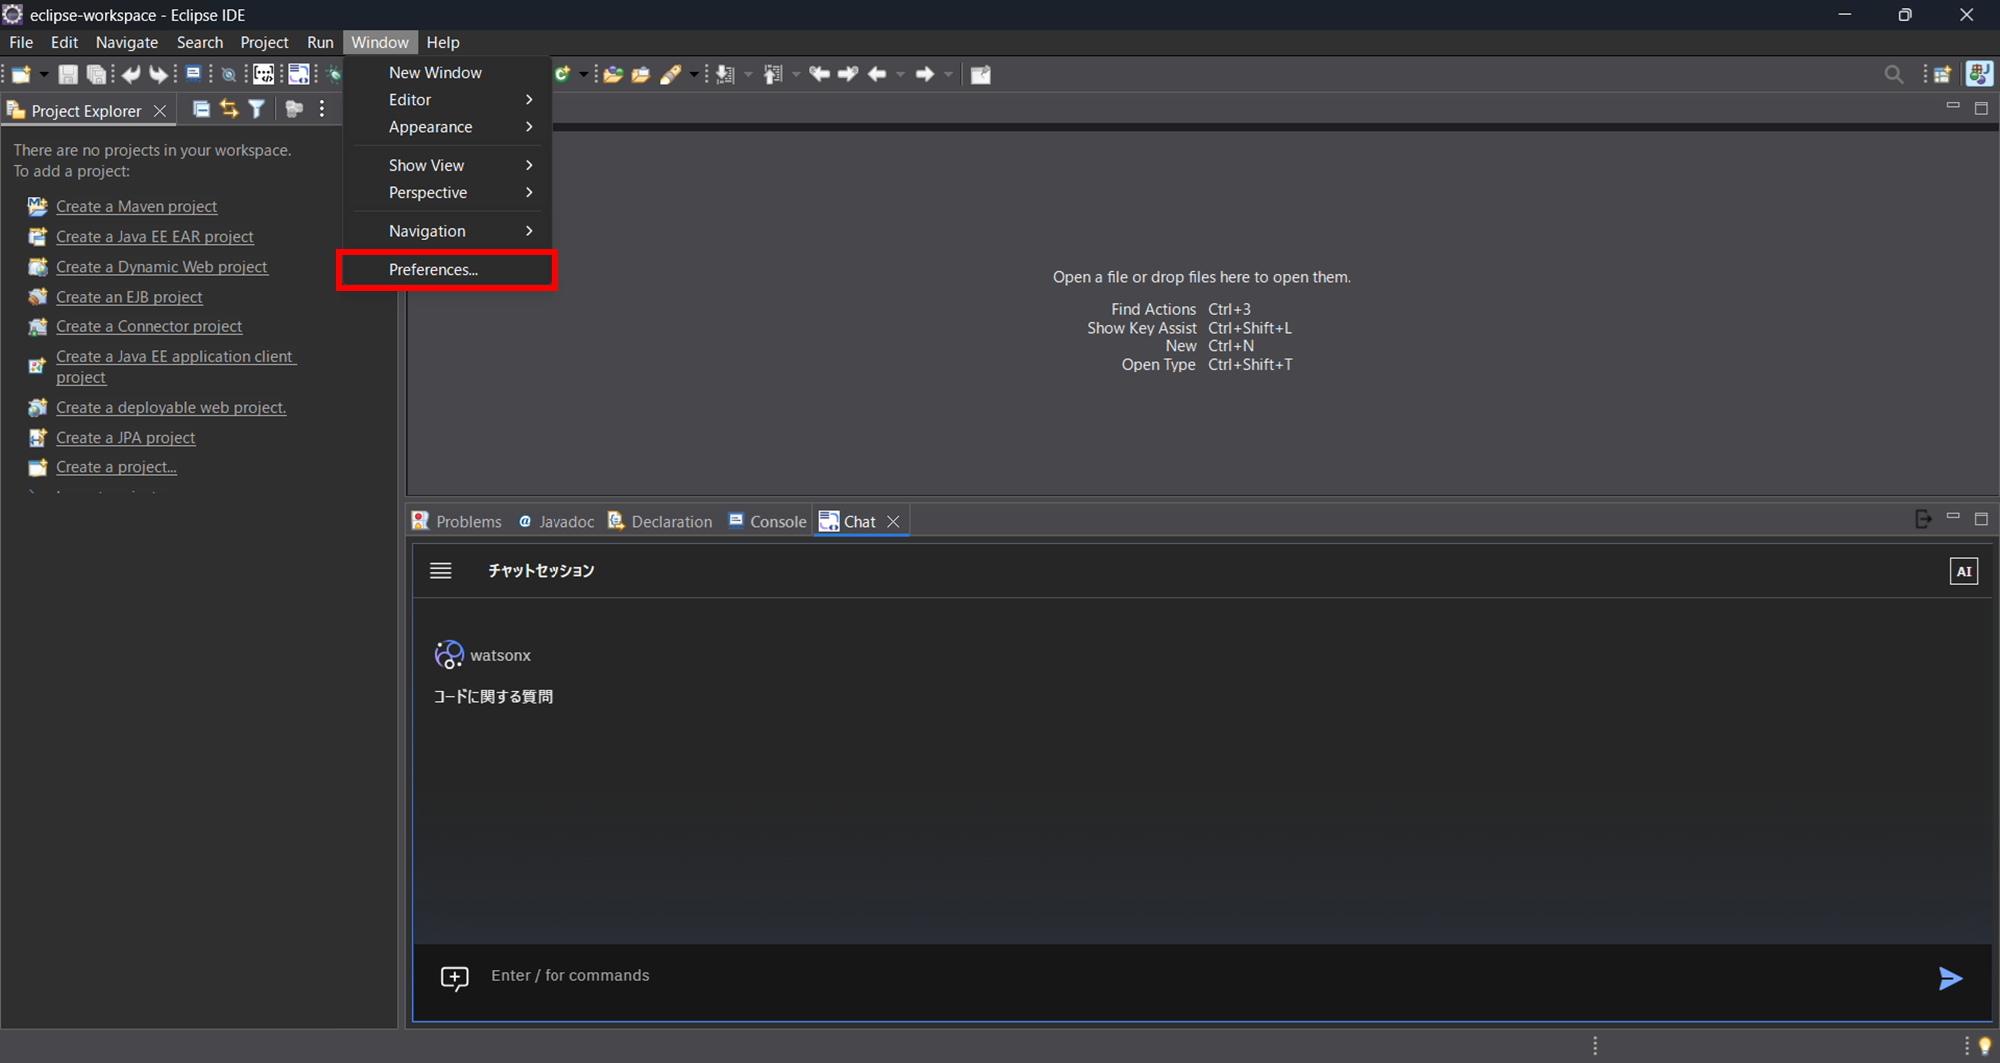 eclipse-workspace - Eclipse IDE
File Edit Navigate Search Project Run Window Help
New Window
Editor
Appearance
Show View
Perspective
Navigation
Preferences...
Project Explorer
There are no projects in your workspace.
To add a project:
Create a Maven project
Create a Java EE EAR project
Create a Dynamic Web project
Create an EJB project
Create a Connector project
Create a Java EE application client
project
Create a deployable web project.
Create a JPA project
Create a project...
Open a file or drop files here to open them.
Find Actions Ctrl+3
Show Key Assist Ctrl+Shift+L
New Ctrl+N
Open Type Ctrl+Shift+T
Problems Javadoc Declaration Console Chat
チャットセッション
AI
watsonx
コードに関する質問
Enter / for commands